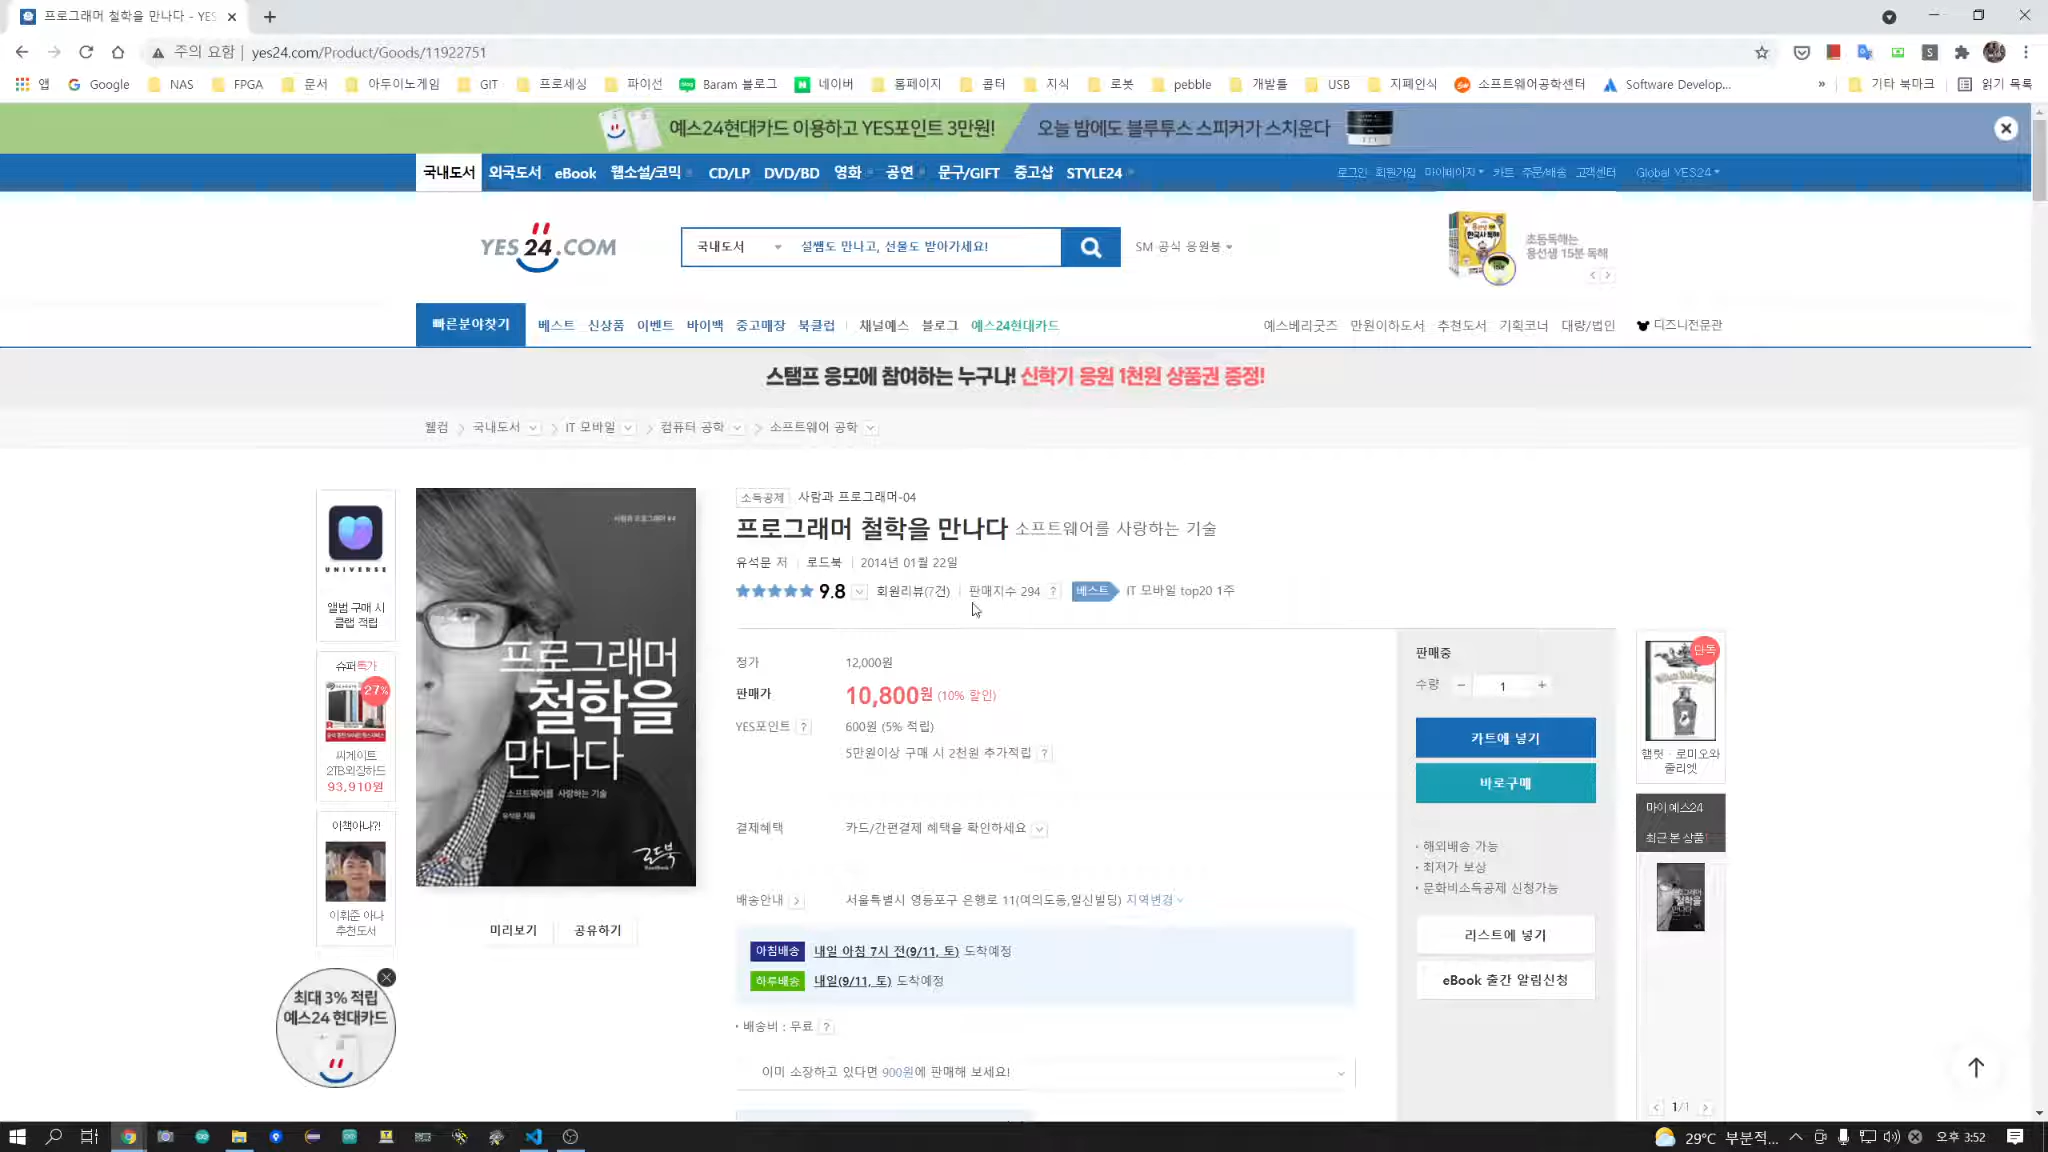 프로그래머 철학을 만나다 - YES
주의 요함 | yes24.com/Product/Goods/11922751
앱 Google NAS FPGA 문서 아두이노게임 GIT 프로세싱 파이선 Baram 블로그 네이버 홈페이지 콥터 지식 로봇 pebble 개발툴 USB 지폐인식 소프트웨어공학센터 Software Develop... » 기타 북마크 읽기 목록
예스24현대카드 이용하고 YES포인트 3만원! 오늘 밤에도 블루투스 스피커가 스치운다
국내도서 외국도서 eBook 웹소설/코믹 CD/LP DVD/BD 영화 공연 문구/GIFT 중고샵 STYLE24 로그인 회원가입 마이페이지 카트 주문/배송 고객센터 Global YES24
YES24.COM 국내도서 설쌤도 만나고, 선물도 받아가세요! SM 공식 응원봉
초등독해는
용선생 15분 독해
빠른분야찾기 베스트 신상품 이벤트 바이백 중고매장 북클럽 채널예스 블로그 예스24현대카드 예스베리굿즈 만원이하도서 추천도서 기획코너 대량/법인 디즈니전문관
스탬프 응모에 참여하는 누구나! 신학기 응원 1천원 상품권 증정!
웰컴 국내도서 IT 모바일 컴퓨터 공학 소프트웨어 공학
소득공제 사람과 프로그래머-04
프로그래머 철학을 만나다 소프트웨어를 사랑하는 기술
유석문 저 | 로드북 | 2014년 01월 22일
9.8 회원리뷰(7건) | 판매지수 294 ? 베스트 IT 모바일 top20 1주
사람과 프로그래머 #4
프로그래머
철학을
만나다
소프트웨어를 사랑하는 기술
유석문 지음
로드북
RoadBook
미리보기 공유하기
UNIVERSE
앨범 구매 시
클랩 적립
슈퍼특가
27%
씨게이트
2TB외장하드
93,910원
이책아나?!
이휘준 아나
추천도서
최대 3% 적립
예스24 현대카드
정가 12,000원
판매가 10,800원 (10% 할인)
YES포인트 ? 600원 (5% 적립)
5만원이상 구매 시 2천원 추가적립 ?
결제혜택 카드/간편결제 혜택을 확인하세요
배송안내 서울특별시 영등포구 은행로 11(여의도동,일신빌딩) 지역변경
아침배송 내일 아침 7시 전(9/11, 토) 도착예정
하루배송 내일(9/11, 토) 도착예정
배송비 : 무료 ?
이미 소장하고 있다면 900원에 판매해 보세요!
판매중
수량 − 1 +
카트에 넣기
바로구매
· 해외배송 가능
· 최저가 보상
· 문화비소득공제 신청가능
리스트에 넣기
eBook 출간 알림신청
단독
햄릿 · 로미오와
줄리엣
마이 예스24
최근 본 상품
1/1
29°C 부분적... 오후 3:52